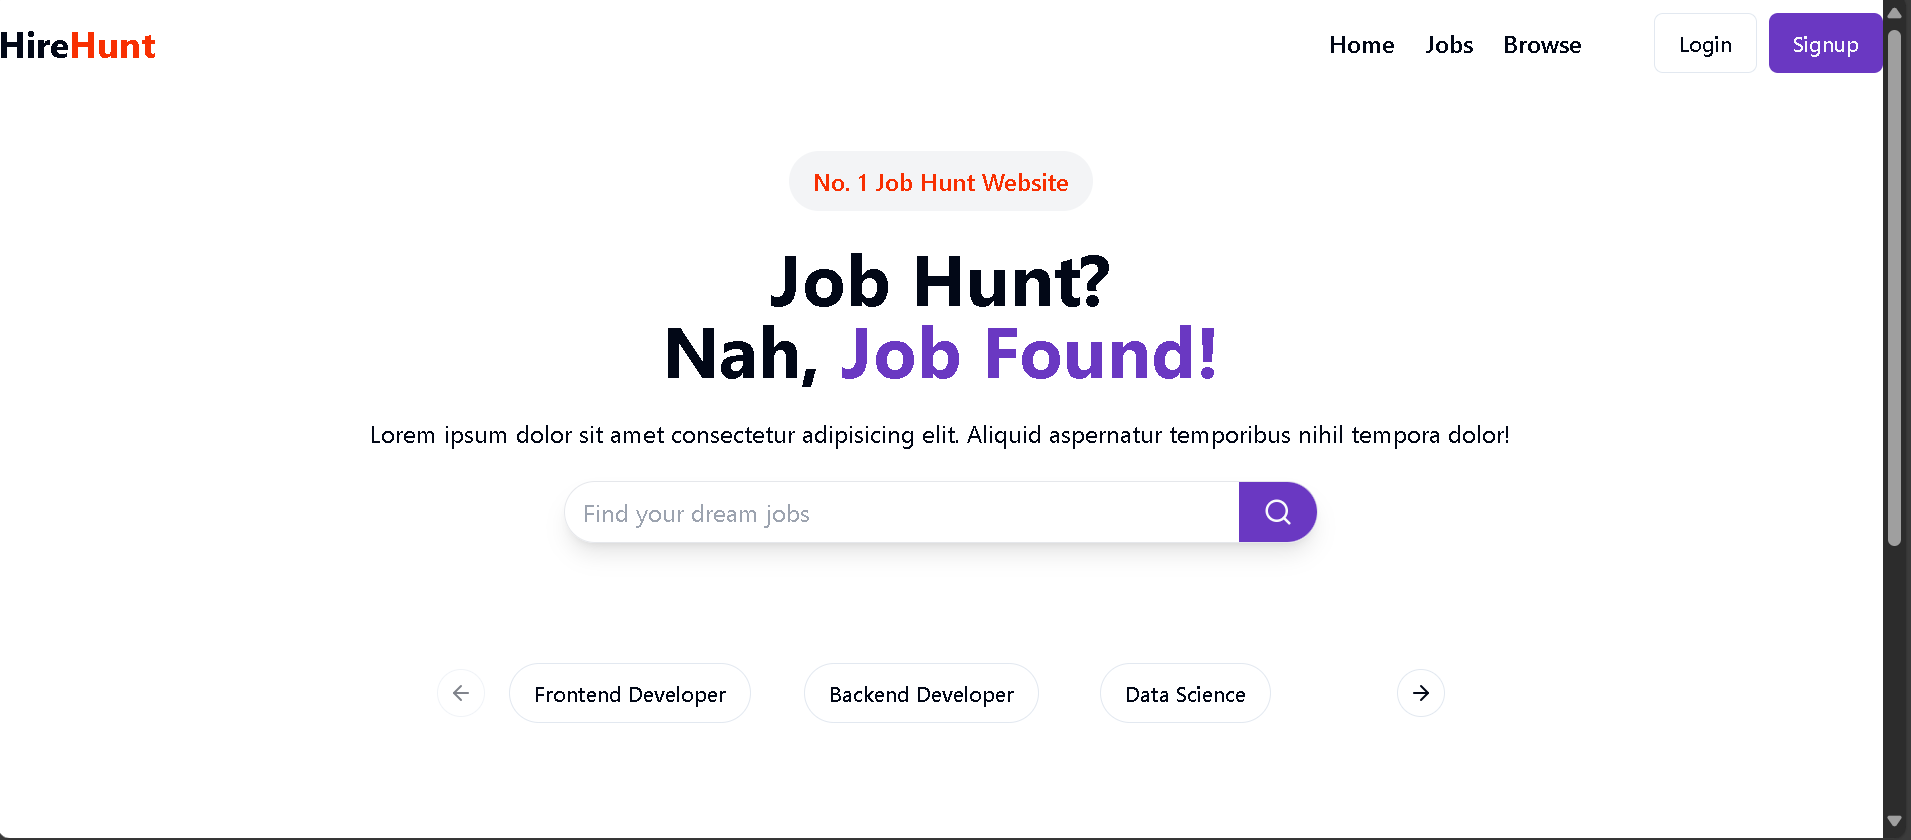 HireHunt
Home Jobs Browse Login Signup
No. 1 Job Hunt Website
Job Hunt?
Nah, Job Found!
Lorem ipsum dolor sit amet consectetur adipisicing elit. Aliquid aspernatur temporibus nihil tempora dolor!
Find your dream jobs
Frontend Developer Backend Developer Data Science